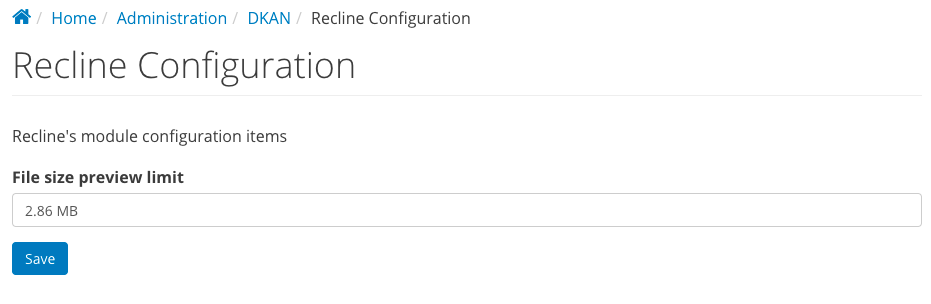 / Home / Administration / DKAN / Recline Configuration
Recline Configuration
Recline's module configuration items
File size preview limit
2.86 MB
Save